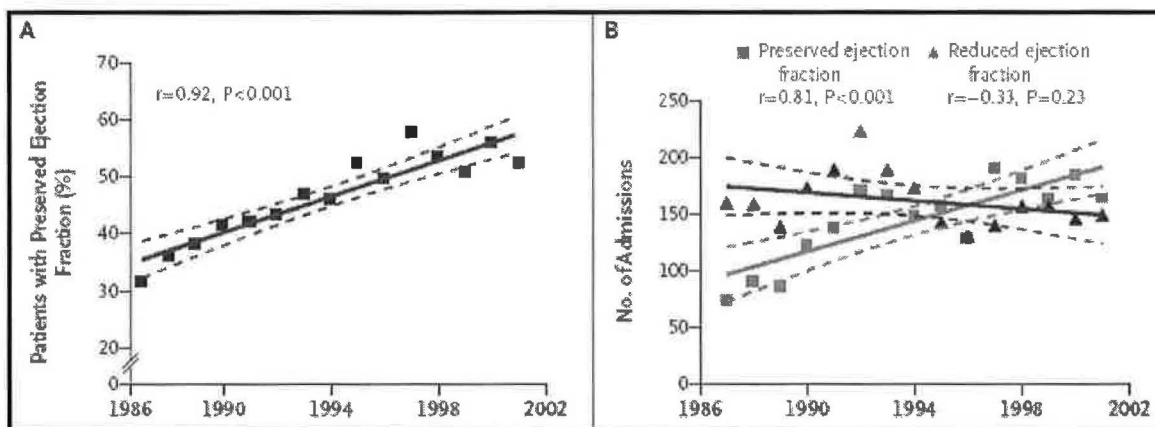 A
Patients with Preserved Ejection
Fraction (%)
70
60
50
40
30
20
0
r=0.92, P<0.001
1986 1990 1994 1998 2002
B
Preserved ejection
fraction
r=0.81, P<0.001
Reduced ejection
fraction
r=−0.33, P=0.23
No. of Admissions
250
200
150
100
50
0
1986 1990 1994 1998 2002